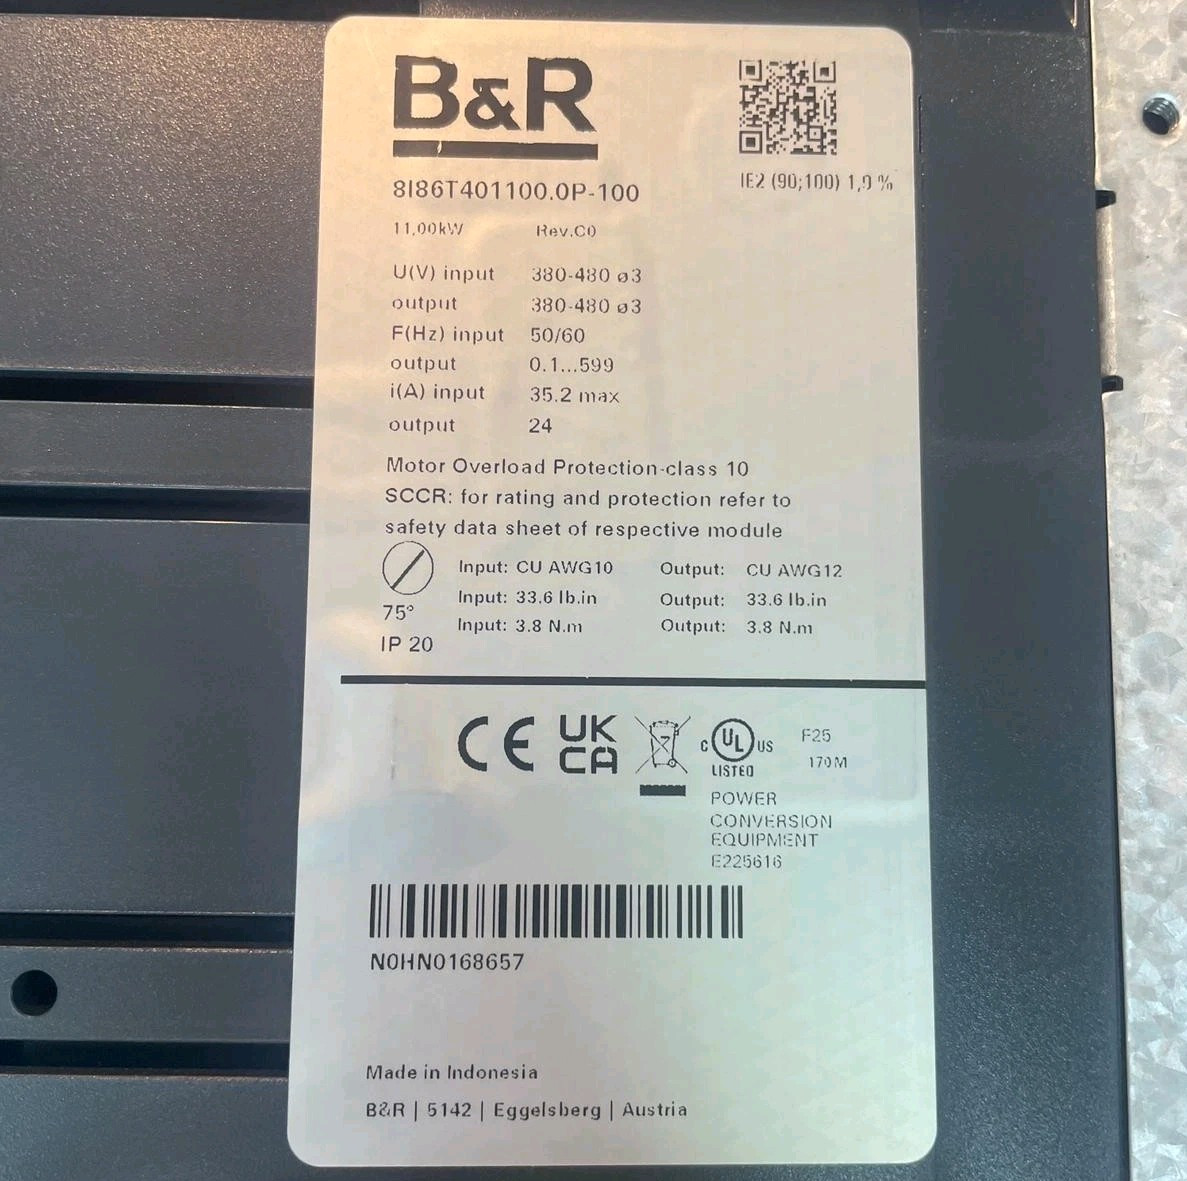 B&R
8I86T401100.0P-100
IE2 (90;100) 1,9 %
11,00kW Rev.C0
U(V) input 380-480 ø3
output 380-480 ø3
F(Hz) input 50/60
output 0.1...599
i(A) input 35.2 max
output 24
Motor Overload Protection-class 10
SCCR: for rating and protection refer to
safety data sheet of respective module
Input: CU AWG10 Output: CU AWG12
Input: 33.6 lb.in Output: 33.6 lb.in
75° Input: 3.8 N.m Output: 3.8 N.m
IP 20
CE UK CA C UL US F25
LISTED 170M
POWER
CONVERSION
EQUIPMENT
E225616
N0HN0168657
Made in Indonesia
B&R | 5142 | Eggelsberg | Austria